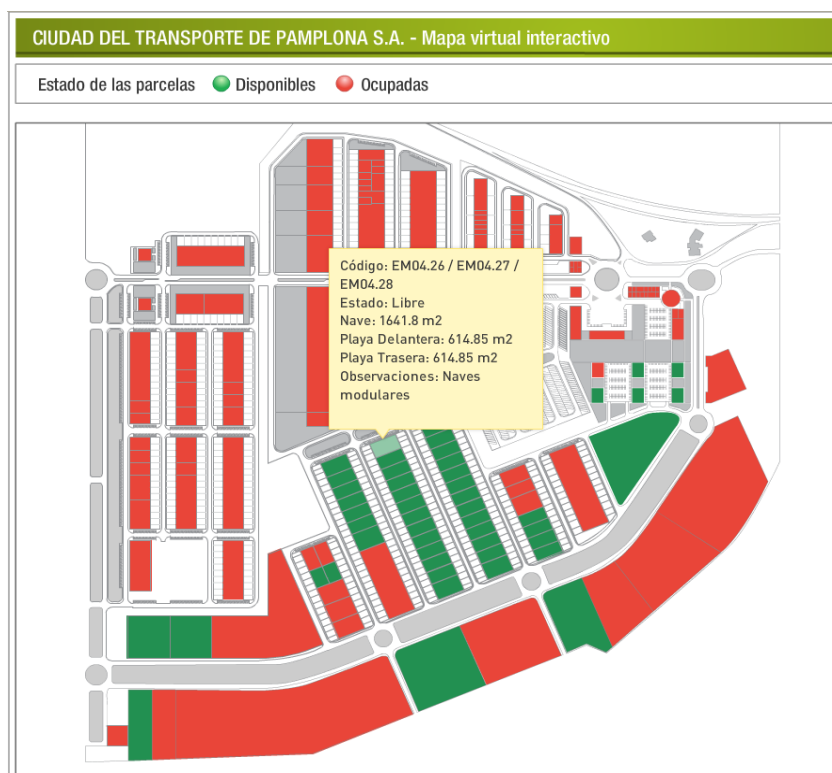 CIUDAD DEL TRANSPORTE DE PAMPLONA S.A. - Mapa virtual interactivo
Estado de las parcelas Disponibles Ocupadas
Código: EM04.26 / EM04.27 /
EM04.28
Estado: Libre
Nave: 1641.8 m2
Playa Delantera: 614.85 m2
Playa Trasera: 614.85 m2
Observaciones: Naves
modulares